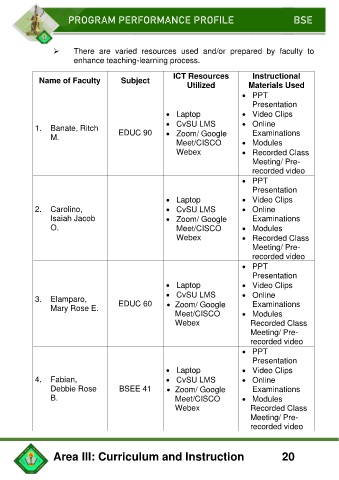 PROGRAM PERFORMANCE PROFILE BSE
➢ There are varied resources used and/or prepared by faculty to
enhance teaching-learning process.
Name of Faculty
Subject
ICT Resources
Utilized
Instructional
Materials Used
1. Banate, Ritch
M.
EDUC 90
• Laptop
• CvSU LMS
• Zoom/ Google
Meet/CISCO
Webex
• PPT
Presentation
• Video Clips
• Online
Examinations
• Modules
• Recorded Class
Meeting/ Pre-
recorded video
2. Carolino,
Isaiah Jacob
O.
• Laptop
• CvSU LMS
• Zoom/ Google
Meet/CISCO
Webex
• PPT
Presentation
• Video Clips
• Online
Examinations
• Modules
• Recorded Class
Meeting/ Pre-
recorded video
3. Elamparo,
Mary Rose E.
EDUC 60
• Laptop
• CvSU LMS
• Zoom/ Google
Meet/CISCO
Webex
• PPT
Presentation
• Video Clips
• Online
Examinations
• Modules
Recorded Class
Meeting/ Pre-
recorded video
4. Fabian,
Debbie Rose
B.
BSEE 41
• Laptop
• CvSU LMS
• Zoom/ Google
Meet/CISCO
Webex
• PPT
Presentation
• Video Clips
• Online
Examinations
• Modules
Recorded Class
Meeting/ Pre-
recorded video
Area III: Curriculum and Instruction 20